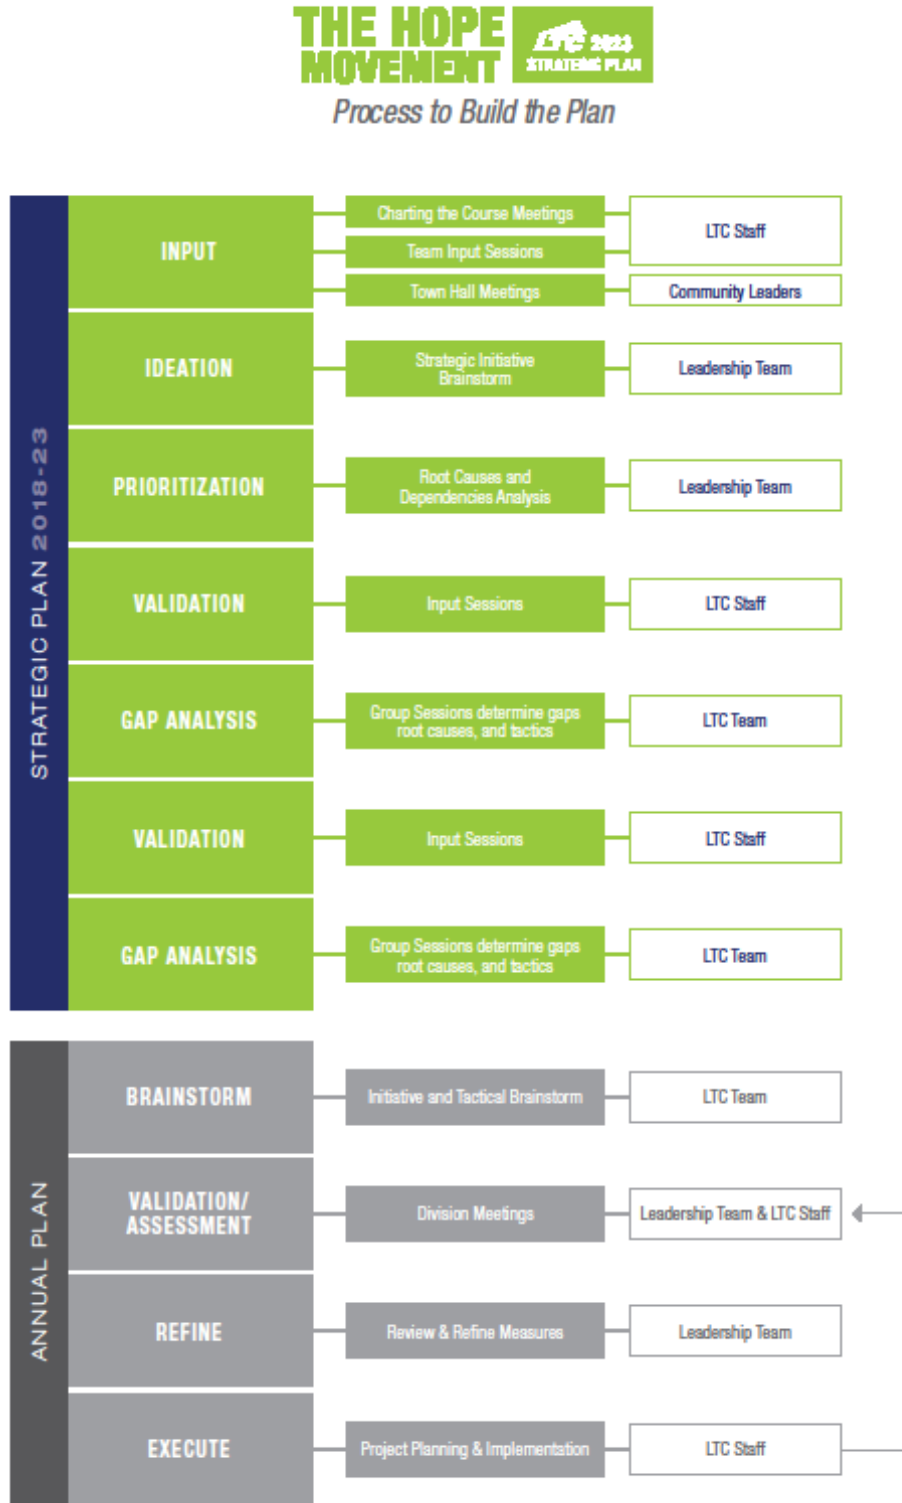 THE HOPE
MOVEMENT
LTC 2023
STRATEGIC PLAN
Process to Build the Plan
STRATEGIC PLAN 2018-23
INPUT
Charting the Course Meetings
LTC Staff
Team Input Sessions
Town Hall Meetings
Community Leaders
IDEATION
Strategic Initiative
Brainstorm
Leadership Team
PRIORITIZATION
Root Causes and
Dependencies Analysis
Leadership Team
VALIDATION
Input Sessions
LTC Staff
GAP ANALYSIS
Group Sessions determine gaps
root causes, and tactics
LTC Team
VALIDATION
Input Sessions
LTC Staff
GAP ANALYSIS
Group Sessions determine gaps
root causes, and tactics
LTC Team
ANNUAL PLAN
BRAINSTORM
Initiative and Tactical Brainstorm
LTC Team
VALIDATION/
ASSESSMENT
Division Meetings
Leadership Team & LTC Staff
REFINE
Review & Refine Measures
Leadership Team
EXECUTE
Project Planning & Implementation
LTC Staff